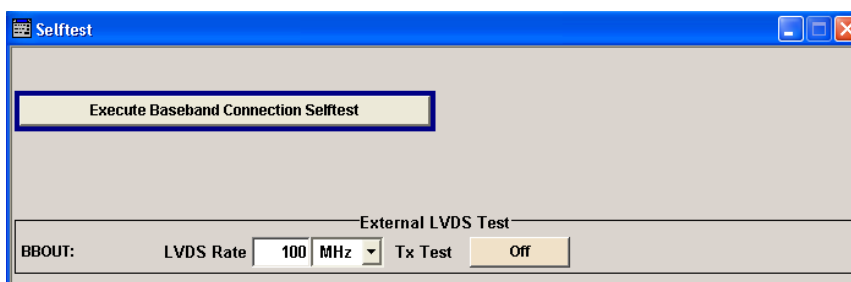 Selftest
Execute Baseband Connection Selftest
External LVDS Test
BBOUT: LVDS Rate 100 MHz Tx Test Off